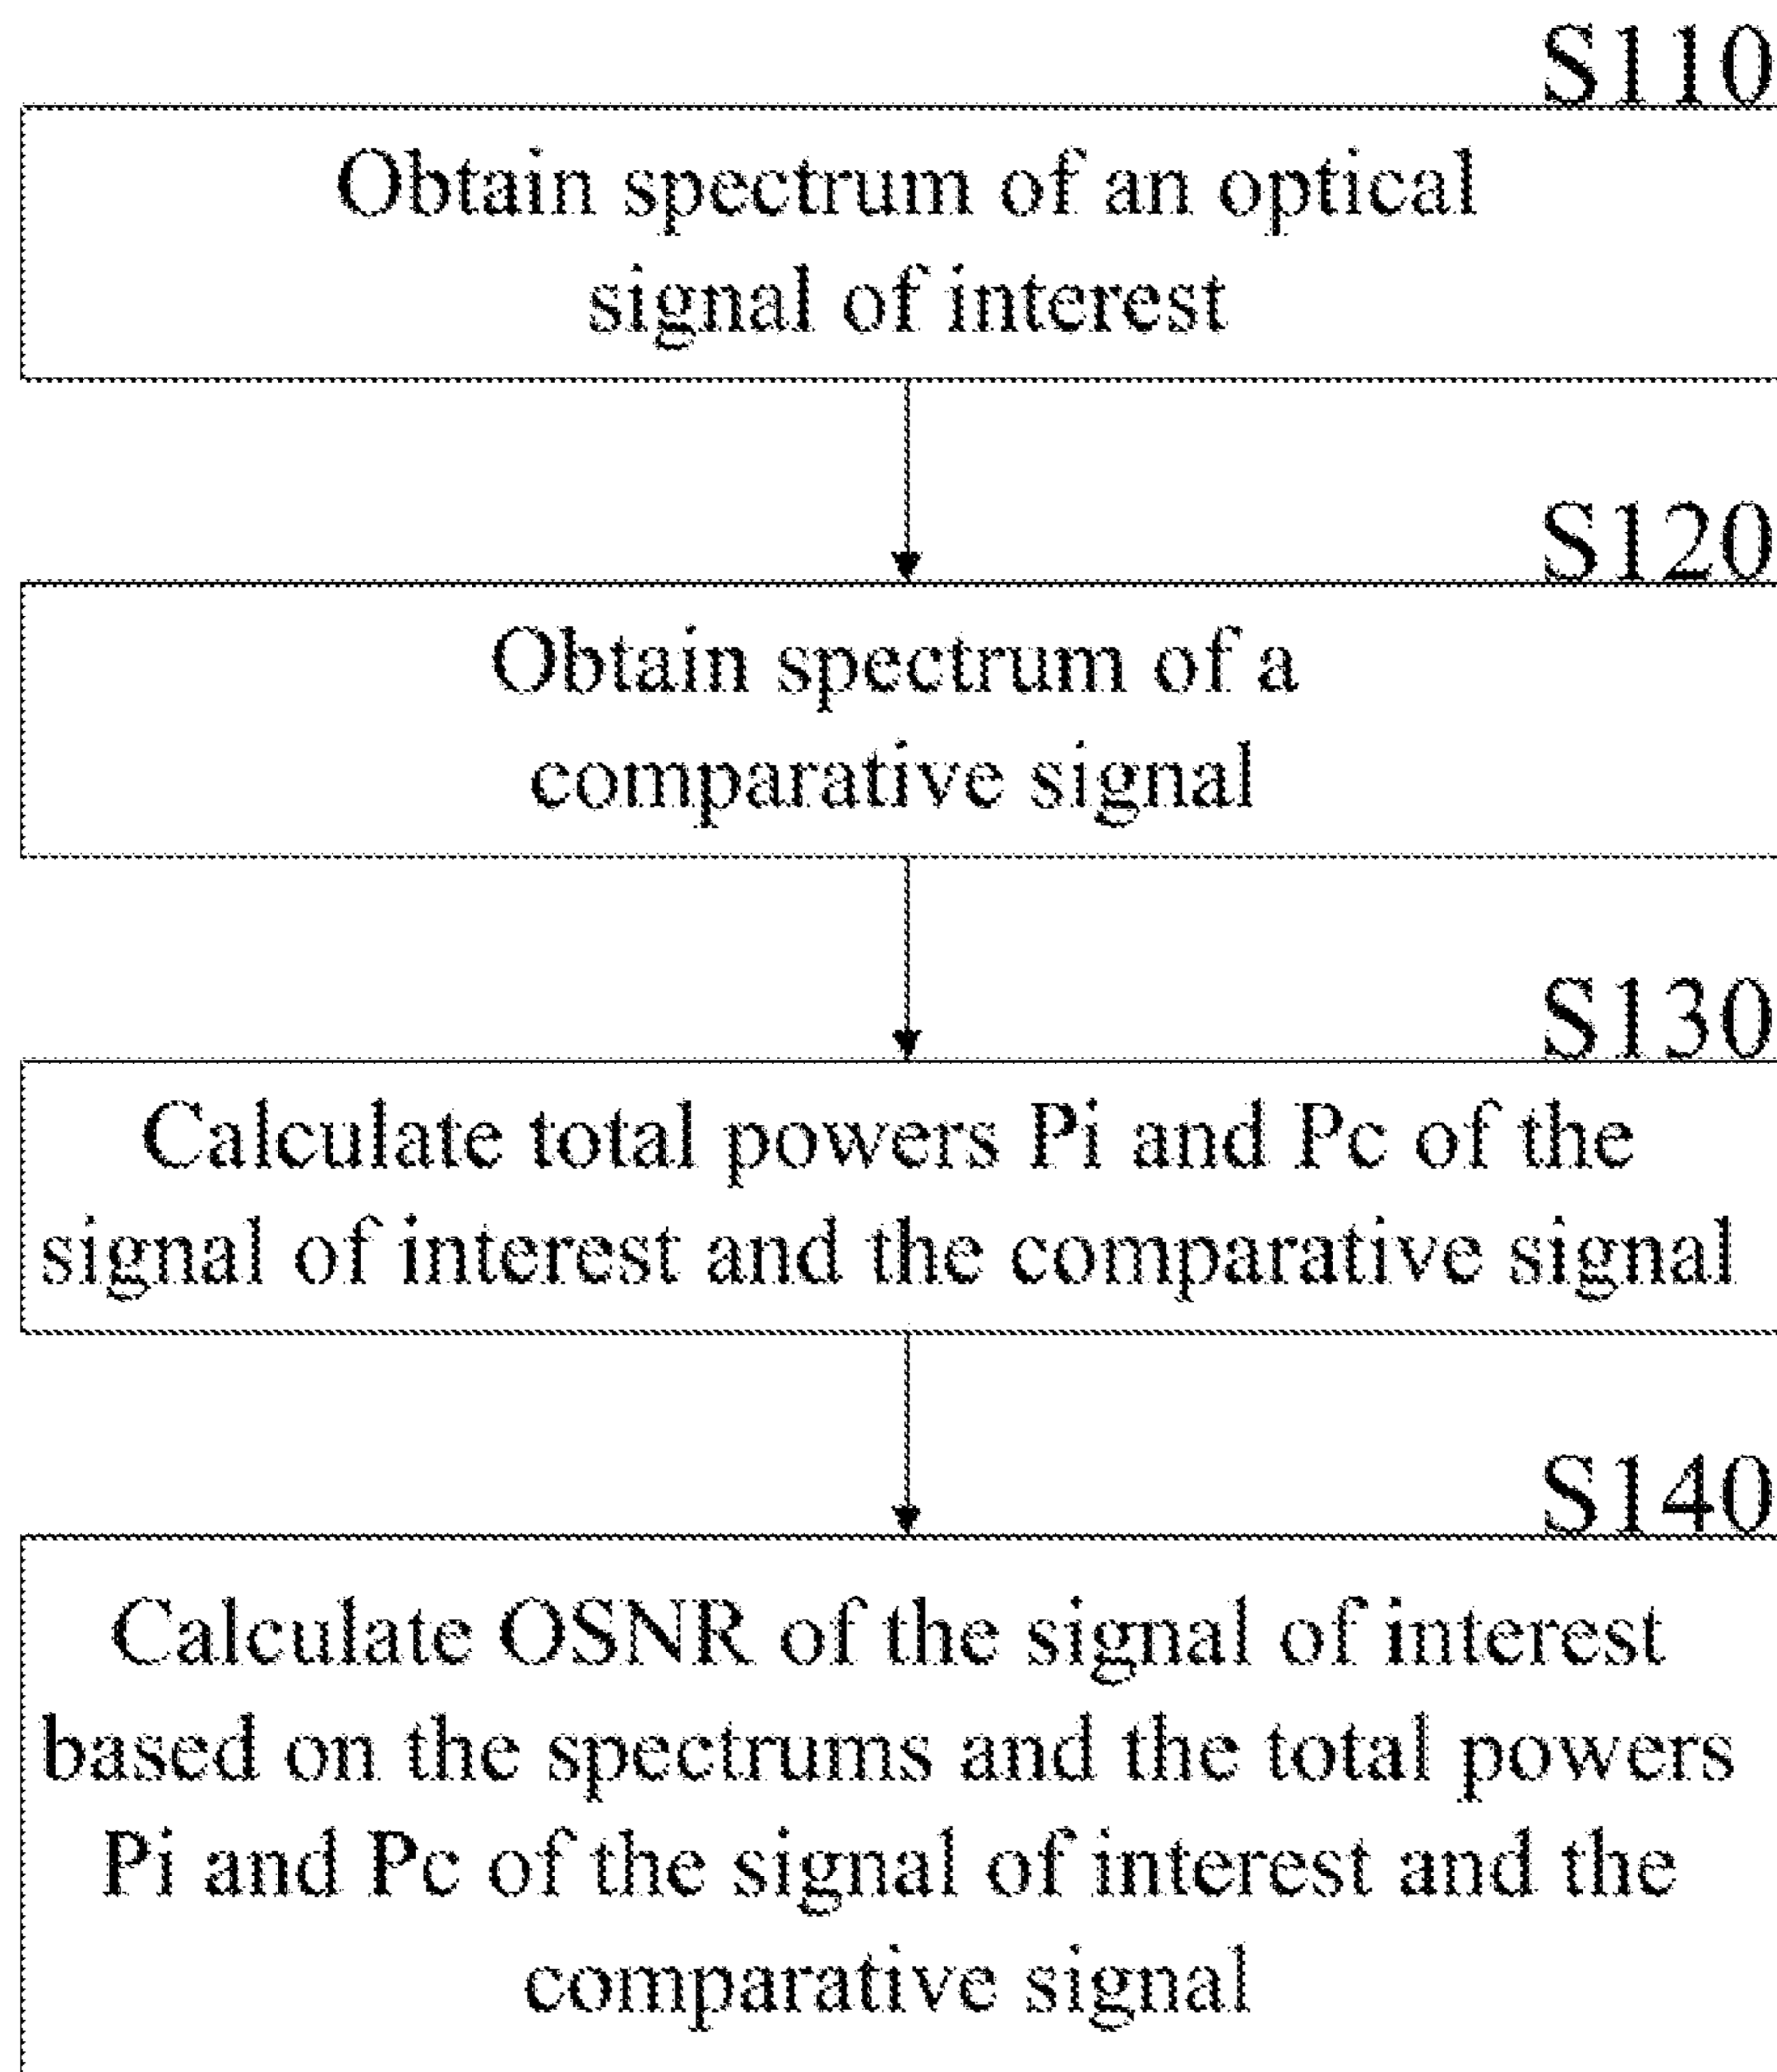 S110
Obtain spectrum of an optical
signal of interest
S120
Obtain spectrum of a
comparative signal
S130
Calculate total powers Pi and Pc of the
signal of interest and the comparative signal
S140
Calculate OSNR of the signal of interest
based on the spectrums and the total powers
Pi and Pc of the signal of interest and the
comparative signal